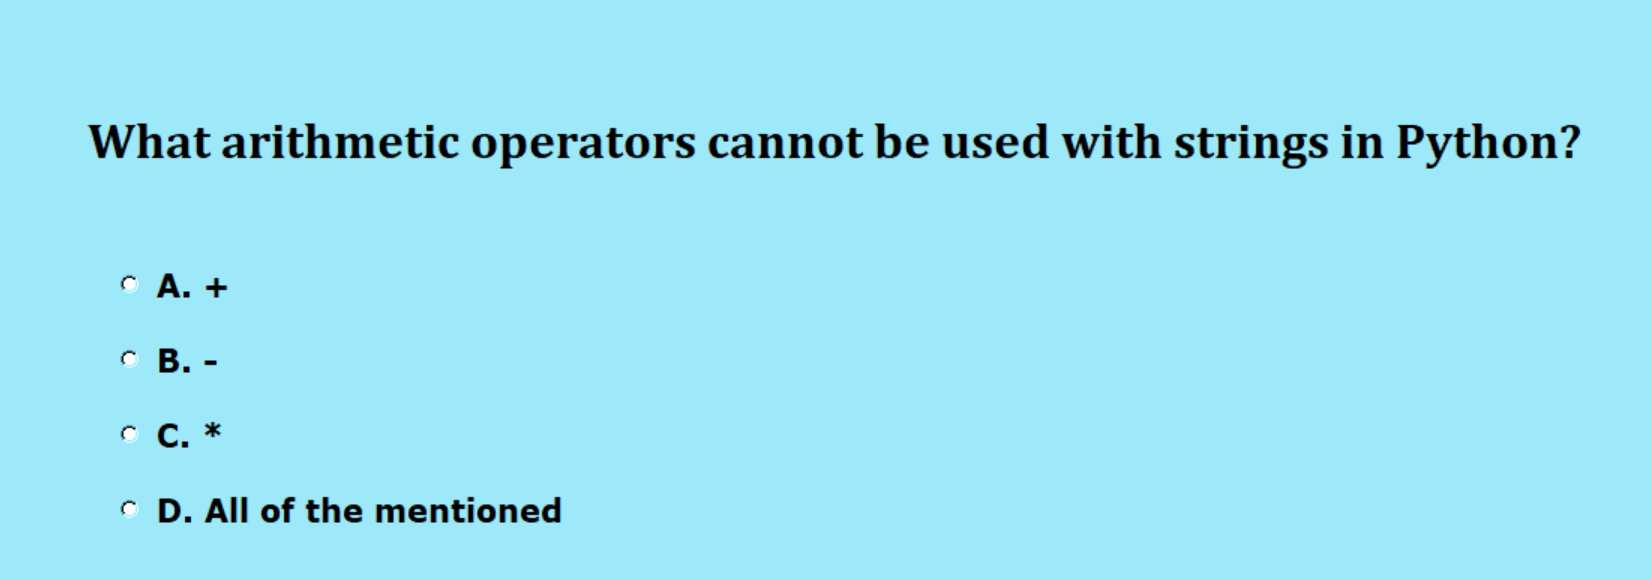 What arithmetic operators cannot be used with strings in Python?
A. +
B. –
C. *
D. All of the mentioned